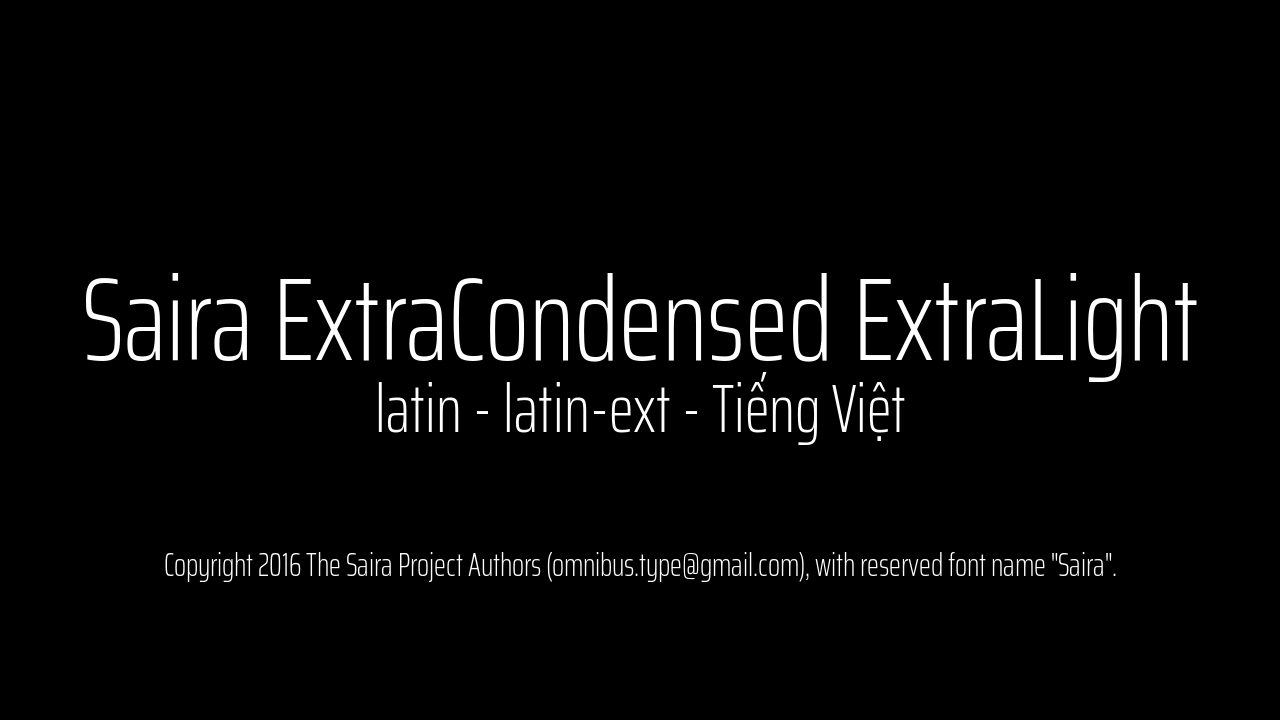 Saira ExtraCondensed ExtraLight
latin - latin-ext - Tiếng Việt
Copyright 2016 The Saira Project Authors (omnibus.type@gmail.com), with reserved font name "Saira".